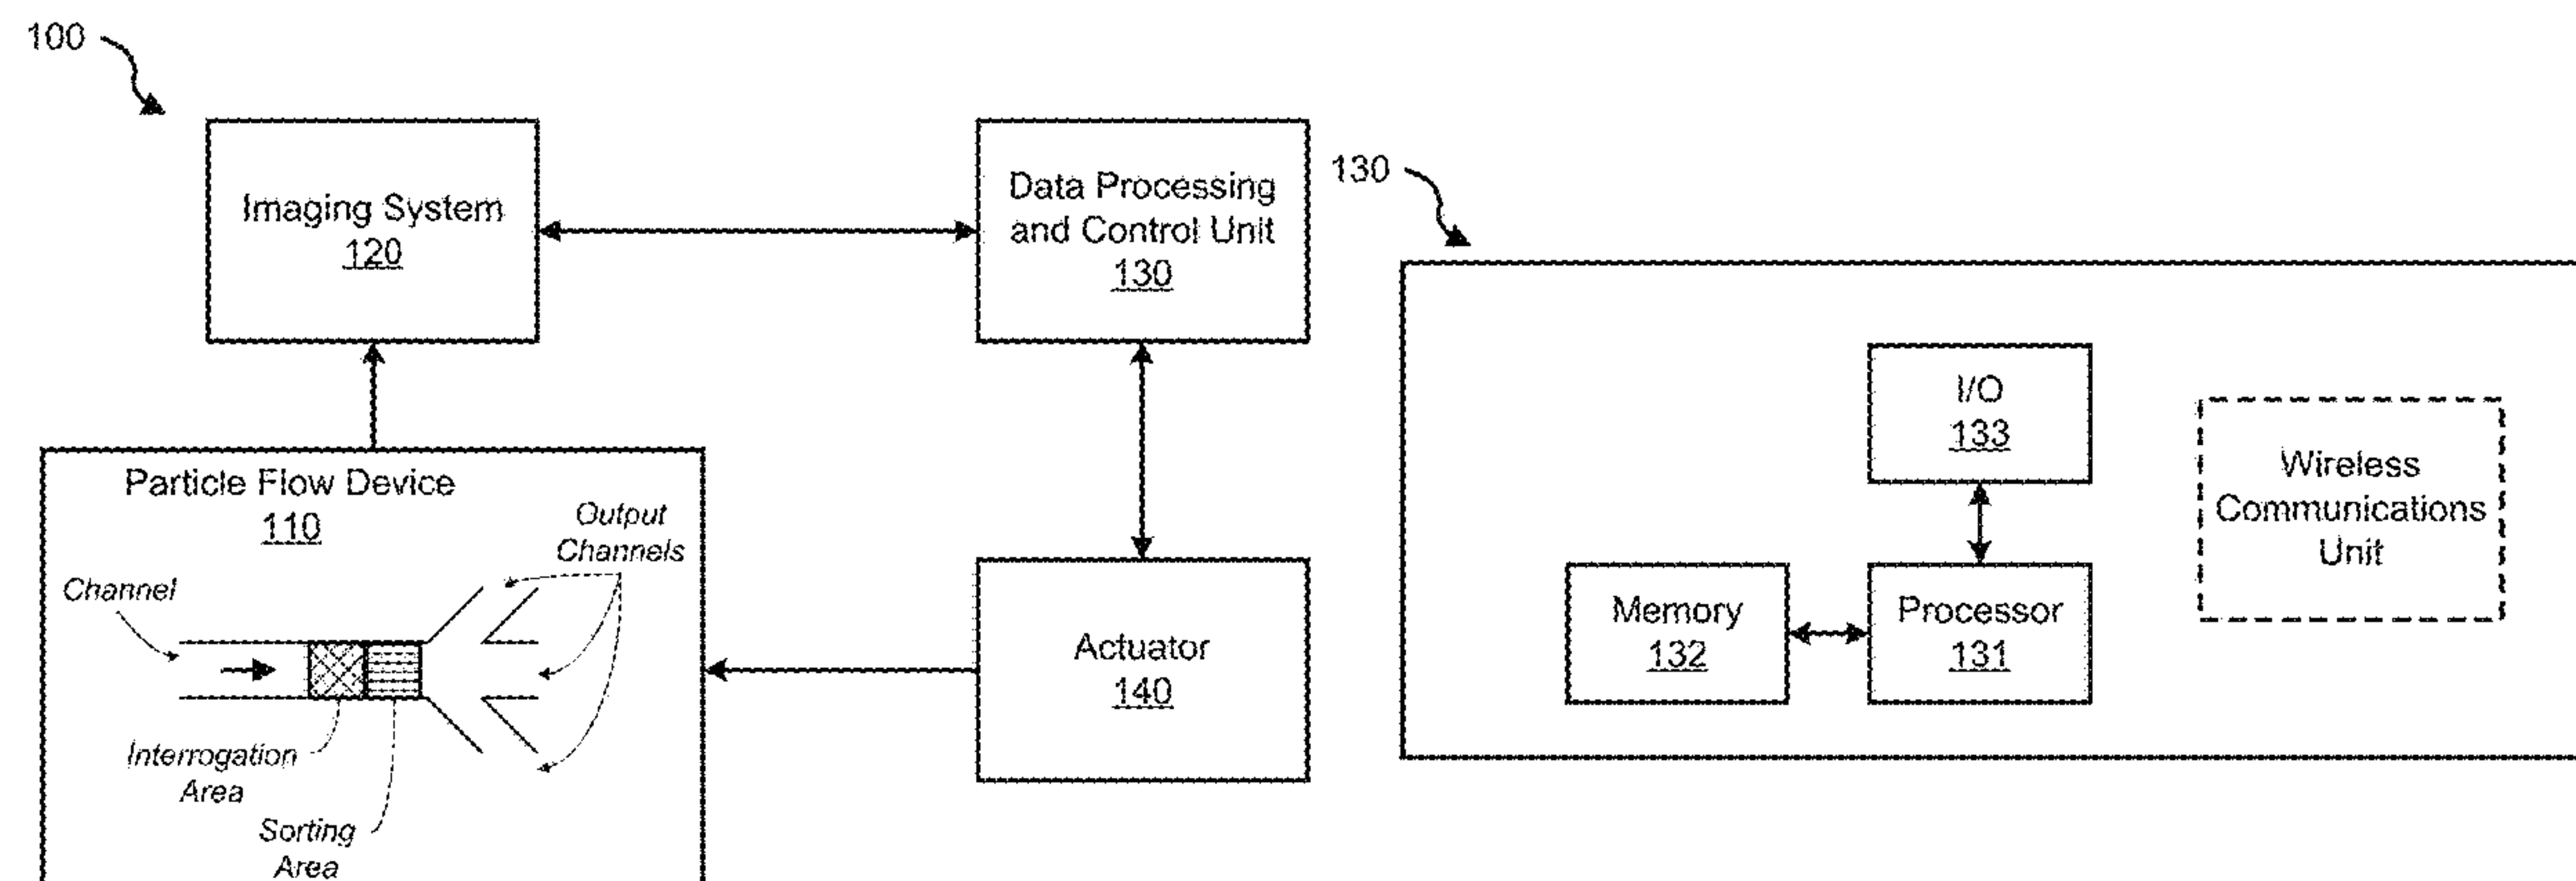 100
Imaging System
120
Data Processing
and Control Unit
130
Particle Flow Device
110
Output
Channels
Channel
Interrogation
Area
Sorting
Area
Actuator
140
130
I/O
133
Wireless
Communications
Unit
Memory
132
Processor
131